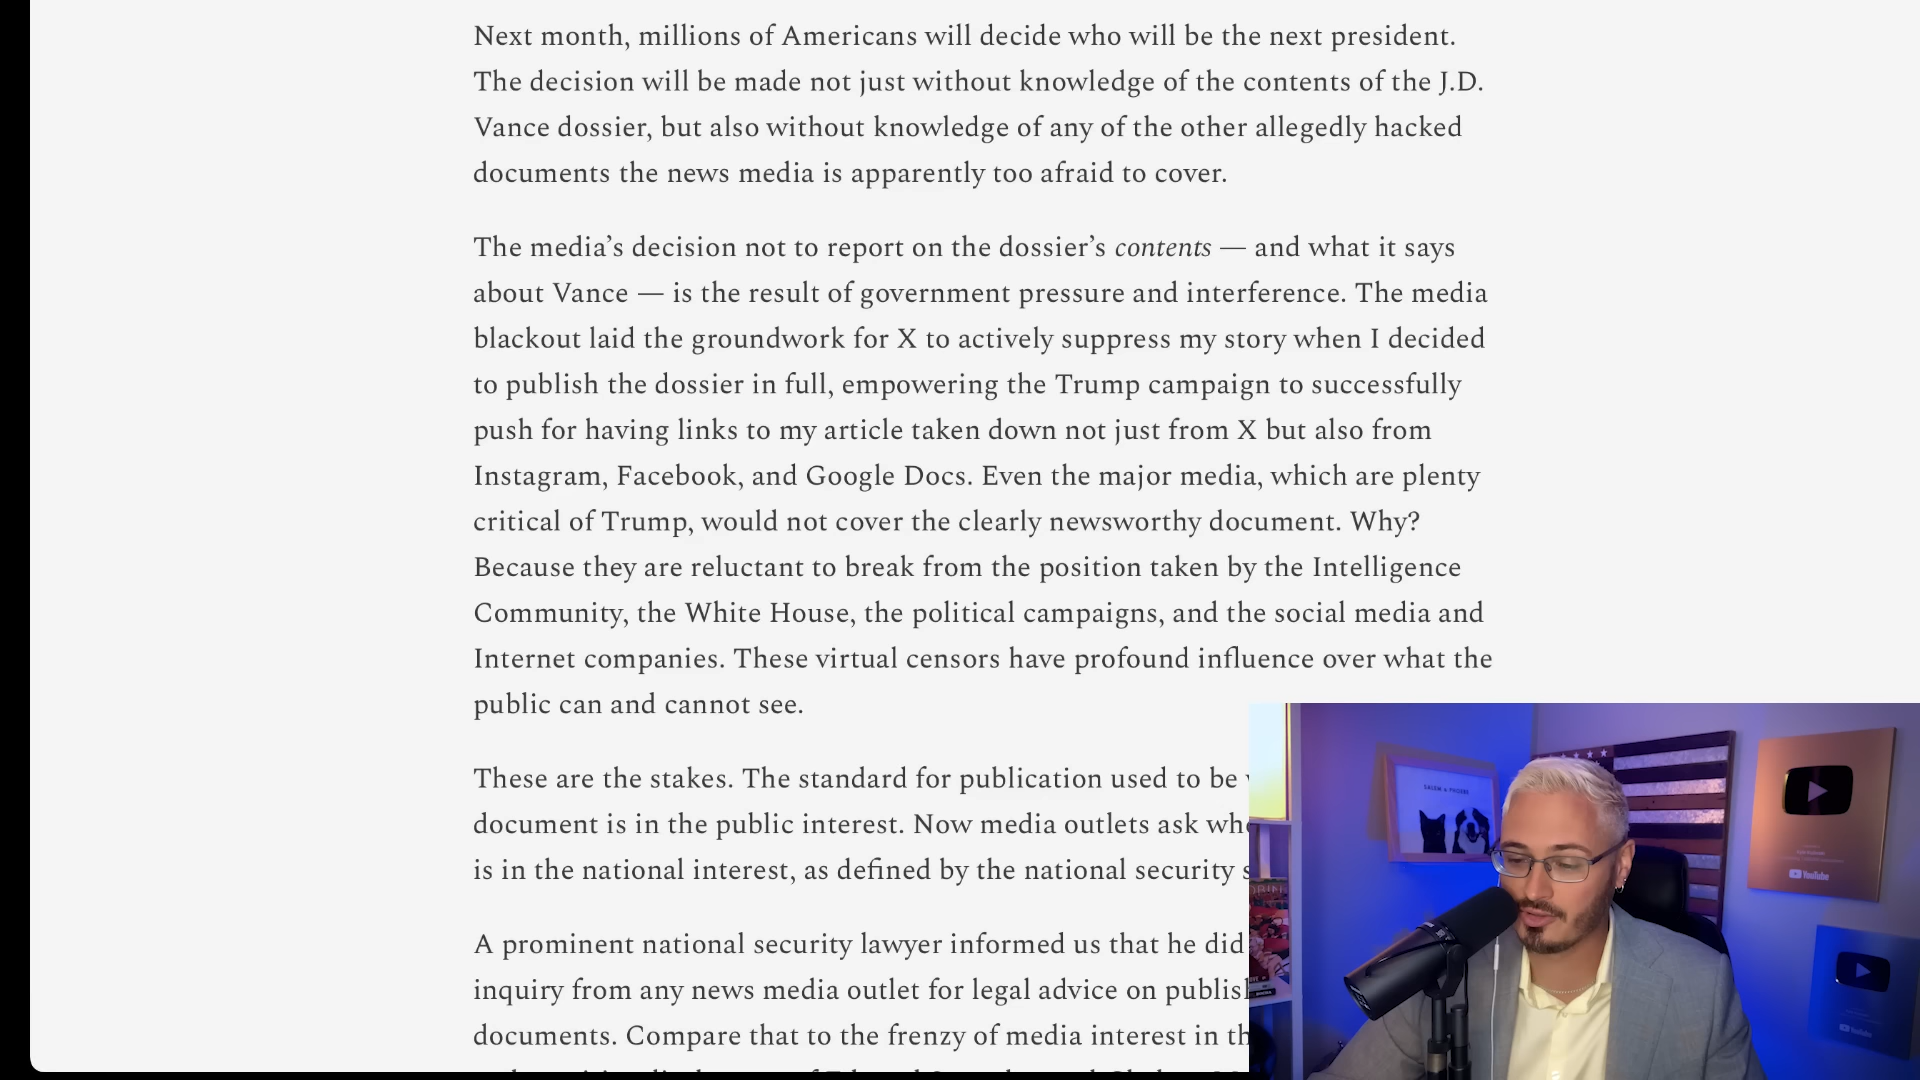 Next month, millions of Americans will decide who will be the next president.
The decision will be made not just without knowledge of the contents of the J.D.
Vance dossier, but also without knowledge of any of the other allegedly hacked
documents the news media is apparently too afraid to cover.
The media’s decision not to report on the dossier’s contents — and what it says
about Vance — is the result of government pressure and interference. The media
blackout laid the groundwork for X to actively suppress my story when I decided
to publish the dossier in full, empowering the Trump campaign to successfully
push for having links to my article taken down not just from X but also from
Instagram, Facebook, and Google Docs. Even the major media, which are plenty
critical of Trump, would not cover the clearly newsworthy document. Why?
Because they are reluctant to break from the position taken by the Intelligence
Community, the White House, the political campaigns, and the social media and
Internet companies. These virtual censors have profound influence over what the
public can and cannot see.
These are the stakes. The standard for publication used to be
document is in the public interest. Now media outlets ask
is in the national interest, as defined by the national security
A prominent national security lawyer informed us that he did
inquiry from any news media outlet for legal advice on
documents. Compare that to the frenzy of media interest in
SALEM & PHOEBE
YouTube
YouTube